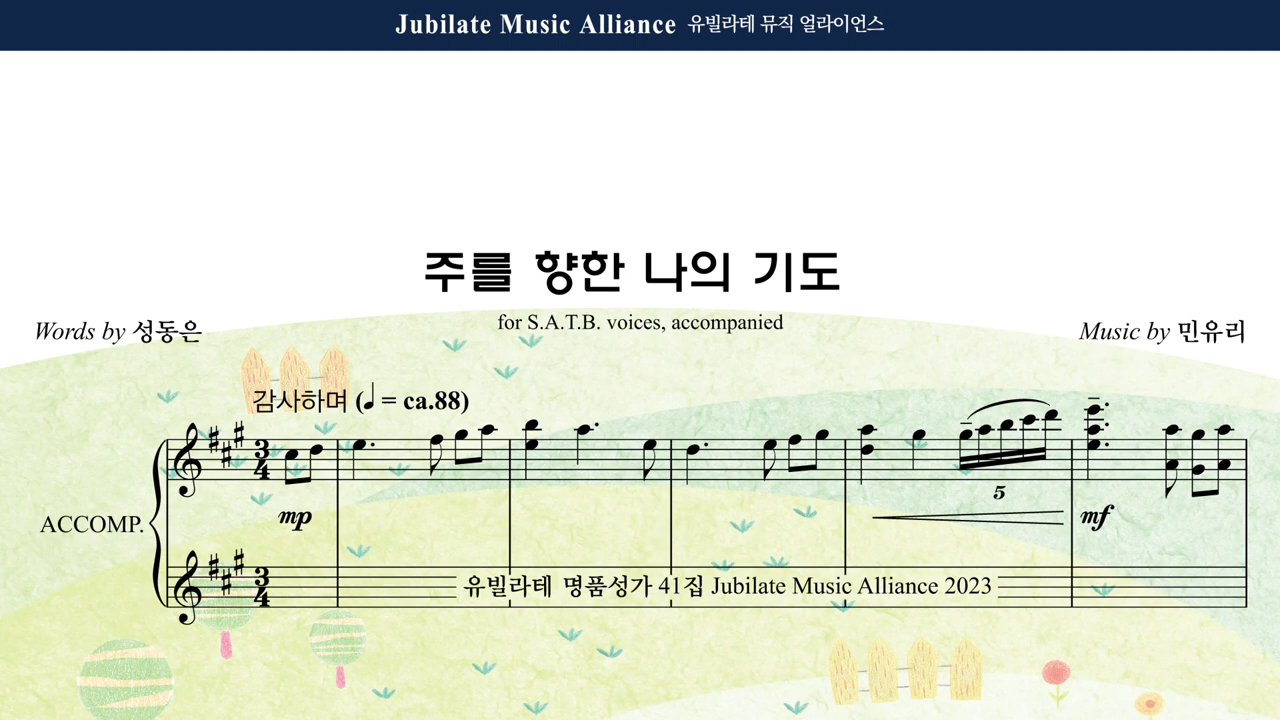 Jubilate Music Alliance 유빌라테 뮤직 얼라이언스
주를 향한 나의 기도
for S.A.T.B. voices, accompanied
Words by 성동은
Music by 민유리
감사하며 (♩ = ca.88)
3
4
mp
5
mf
ACCOMP.
3
4
유빌라테 명품성가 41집 Jubilate Music Alliance 2023